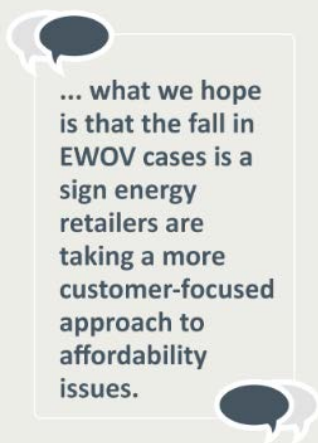 ... what we hope
is that the fall in
EWOV cases is a
sign energy
retailers are
taking a more
customer-focused
approach to
affordability
issues.